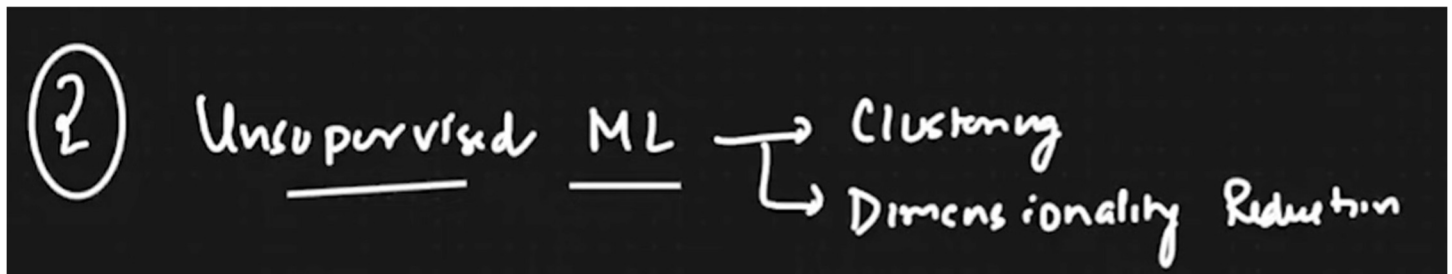 2 Unsupervised ML → Clustering
↳ Dimensionality Reduction